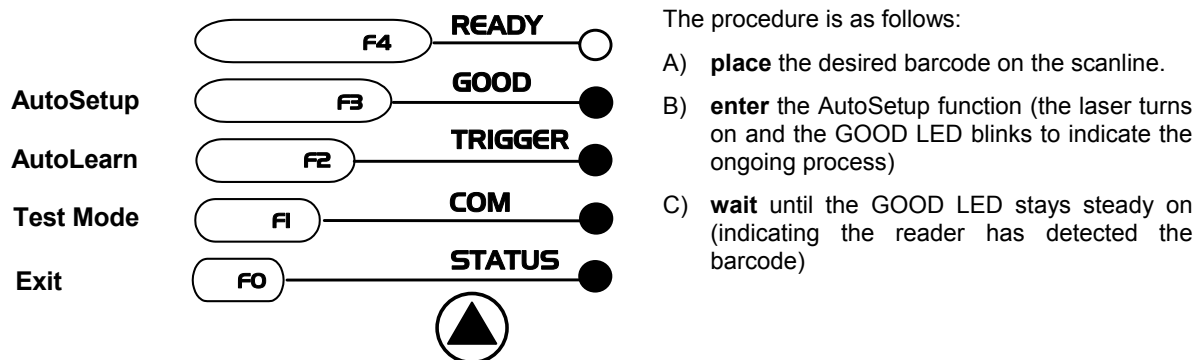 F4 READY
AutoSetup F3 GOOD
AutoLearn F2 TRIGGER
Test Mode F1 COM
Exit F0 STATUS
The procedure is as follows:
A) place the desired barcode on the scanline.
B) enter the AutoSetup function (the laser turns
on and the GOOD LED blinks to indicate the
ongoing process)
C) wait until the GOOD LED stays steady on
(indicating the reader has detected the
barcode)